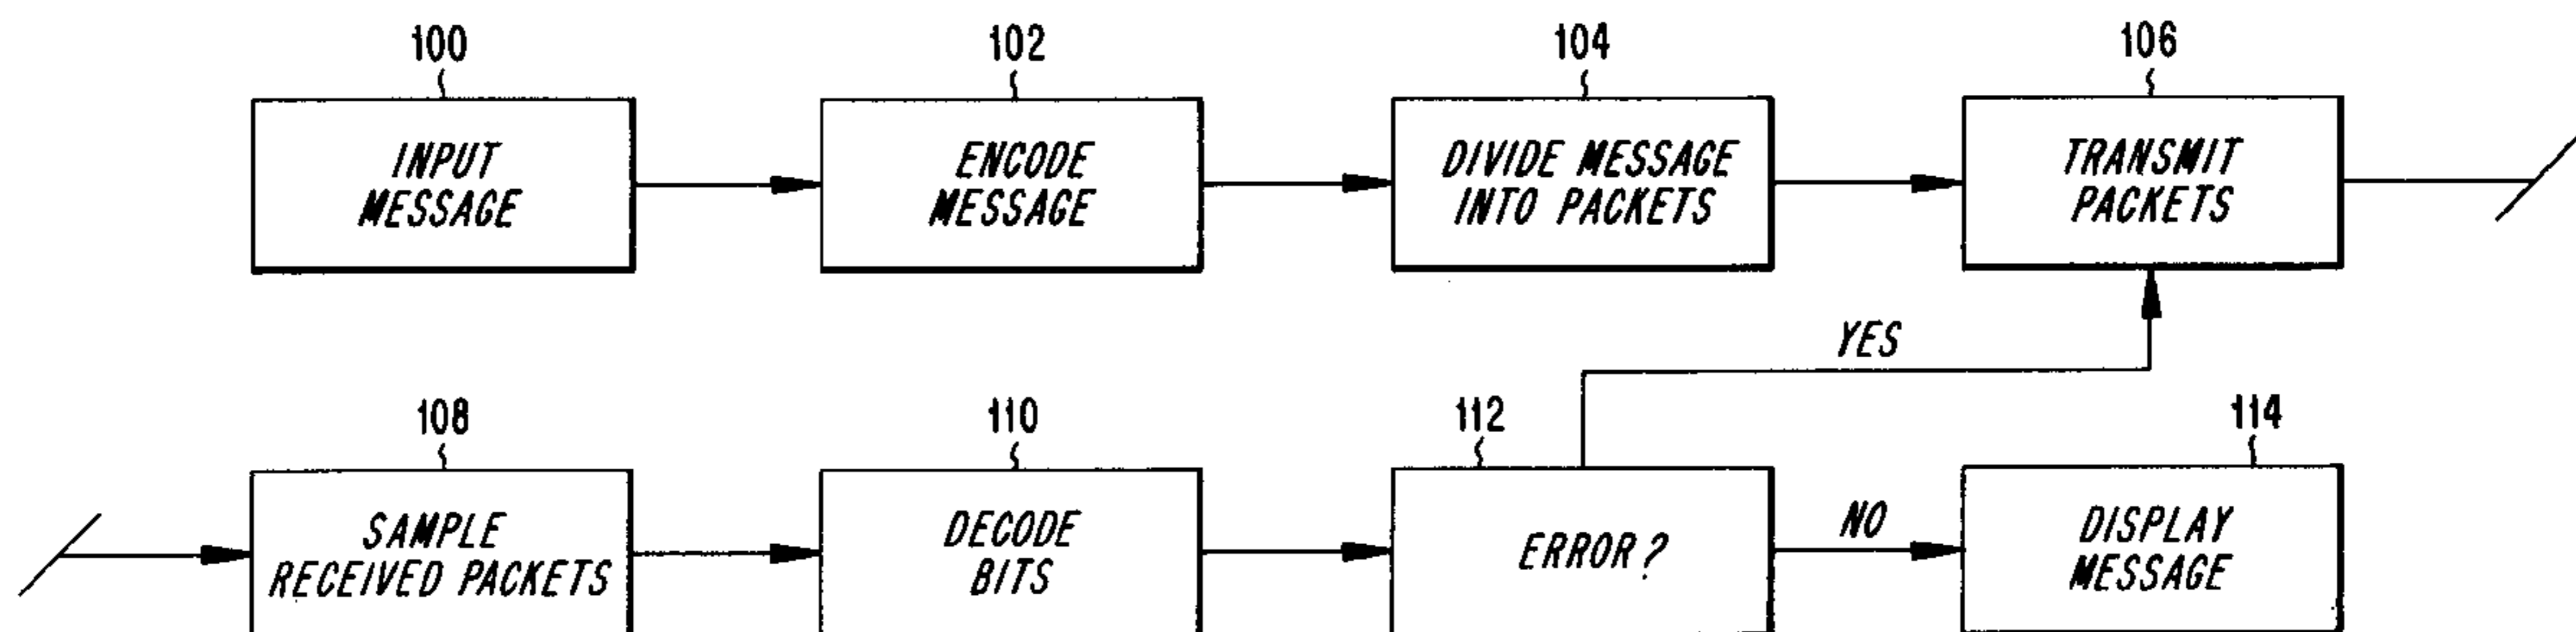 100
102
104
106
INPUT
MESSAGE
ENCODE
MESSAGE
DIVIDE MESSAGE
INTO PACKETS
TRANSMIT
PACKETS
YES
108
110
112
114
SAMPLE
RECEIVED PACKETS
DECODE
BITS
ERROR?
NO
DISPLAY
MESSAGE